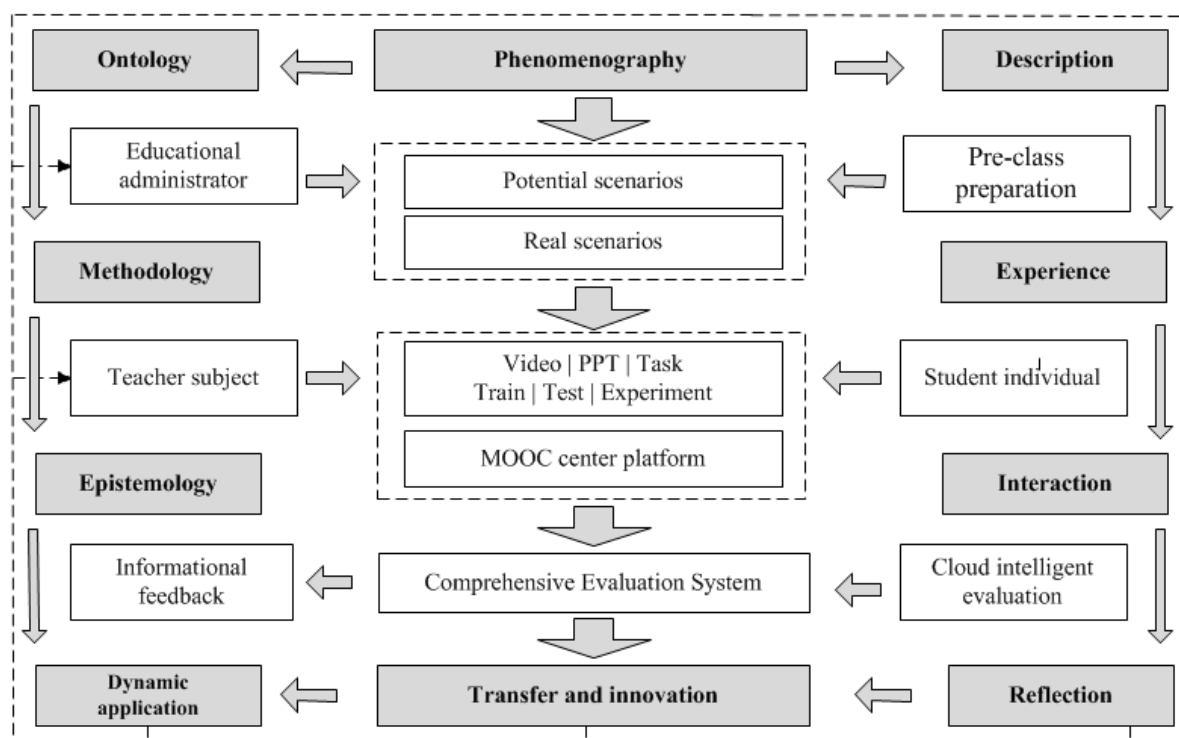 Ontology
Phenomenography
Description
Educational
administrator
Potential scenarios
Pre-class
preparation
Real scenarios
Methodology
Experience
Teacher subject
Video | PPT | Task
Train | Test | Experiment
Student individual
MOOC center platform
Epistemology
Interaction
Informational
feedback
Comprehensive Evaluation System
Cloud intelligent
evaluation
Dynamic
application
Transfer and innovation
Reflection